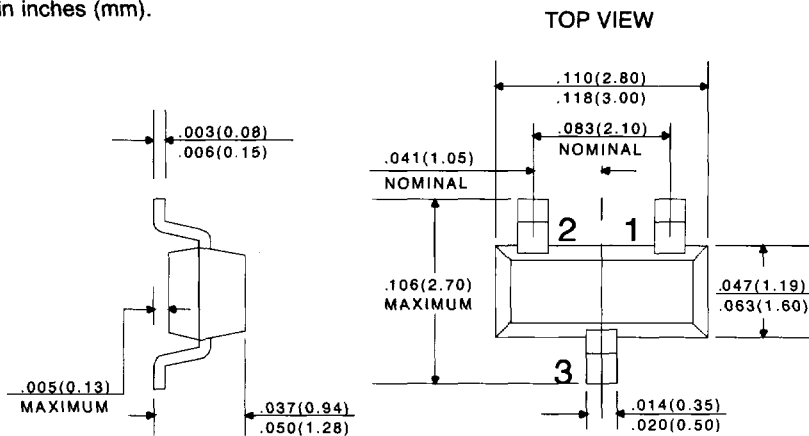 in inches (mm).
TOP VIEW
.110(2.80)
.118(3.00)
.003(0.08)
.006(0.15)
.083(2.10)
NOMINAL
.041(1.05)
NOMINAL
2
1
.106(2.70)
MAXIMUM
.047(1.19)
.063(1.60)
3
.005(0.13)
MAXIMUM
.037(0.94)
.050(1.28)
.014(0.35)
.020(0.50)